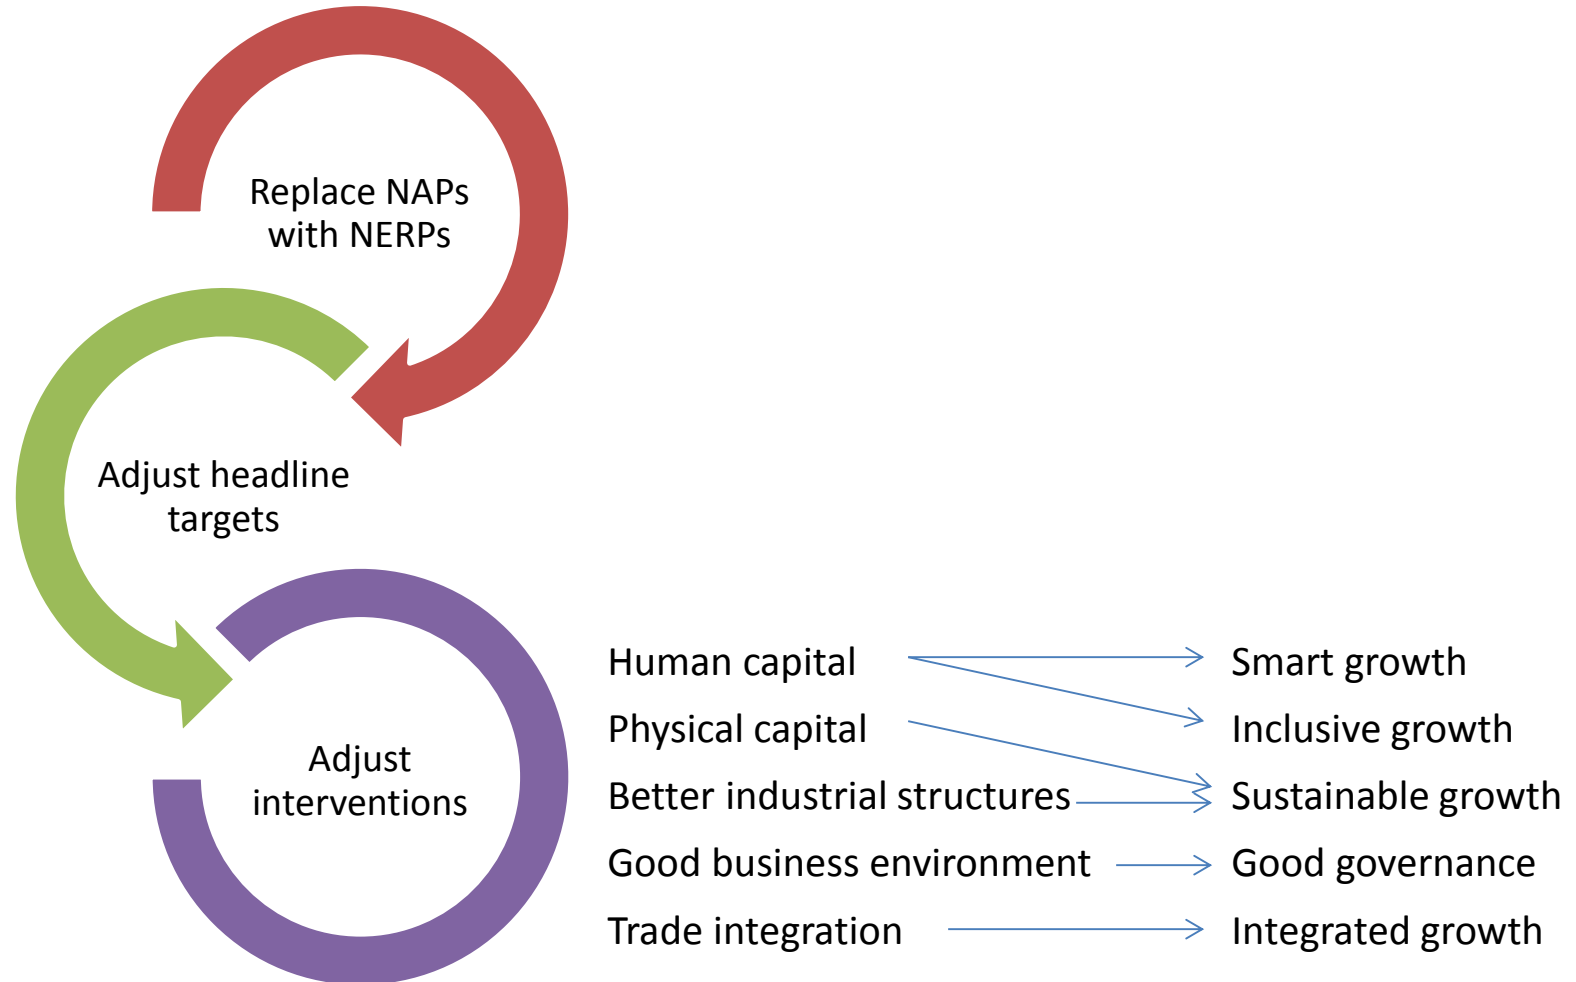 Replace NAPs
with NERPs
Adjust headline
targets
Adjust
interventions
Human capital
Smart growth
Physical capital
Inclusive growth
Better industrial structures
Sustainable growth
Good business environment
Good governance
Trade integration
Integrated growth